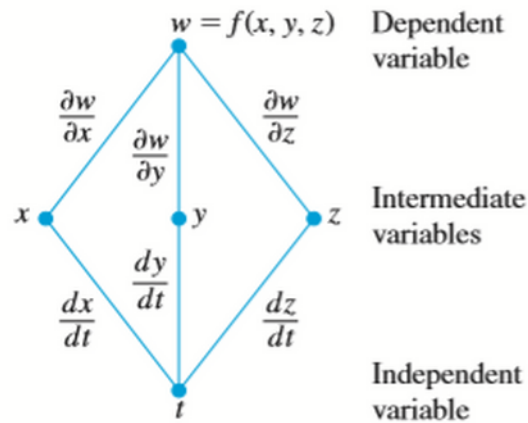 w = f(x, y, z)
Dependent
variable
∂w
∂x
∂w
∂y
∂w
∂z
x
y
z
Intermediate
variables
dx
dt
dy
dt
dz
dt
t
Independent
variable